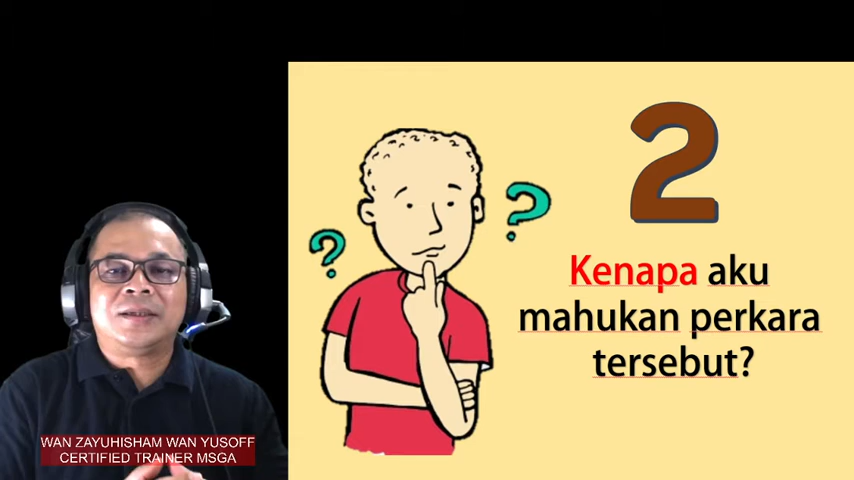 2
Kenapa aku
mahukan perkara
tersebut?
?
?
WAN ZAYUHISHAM WAN YUSOFF
CERTIFIED TRAINER MSGA